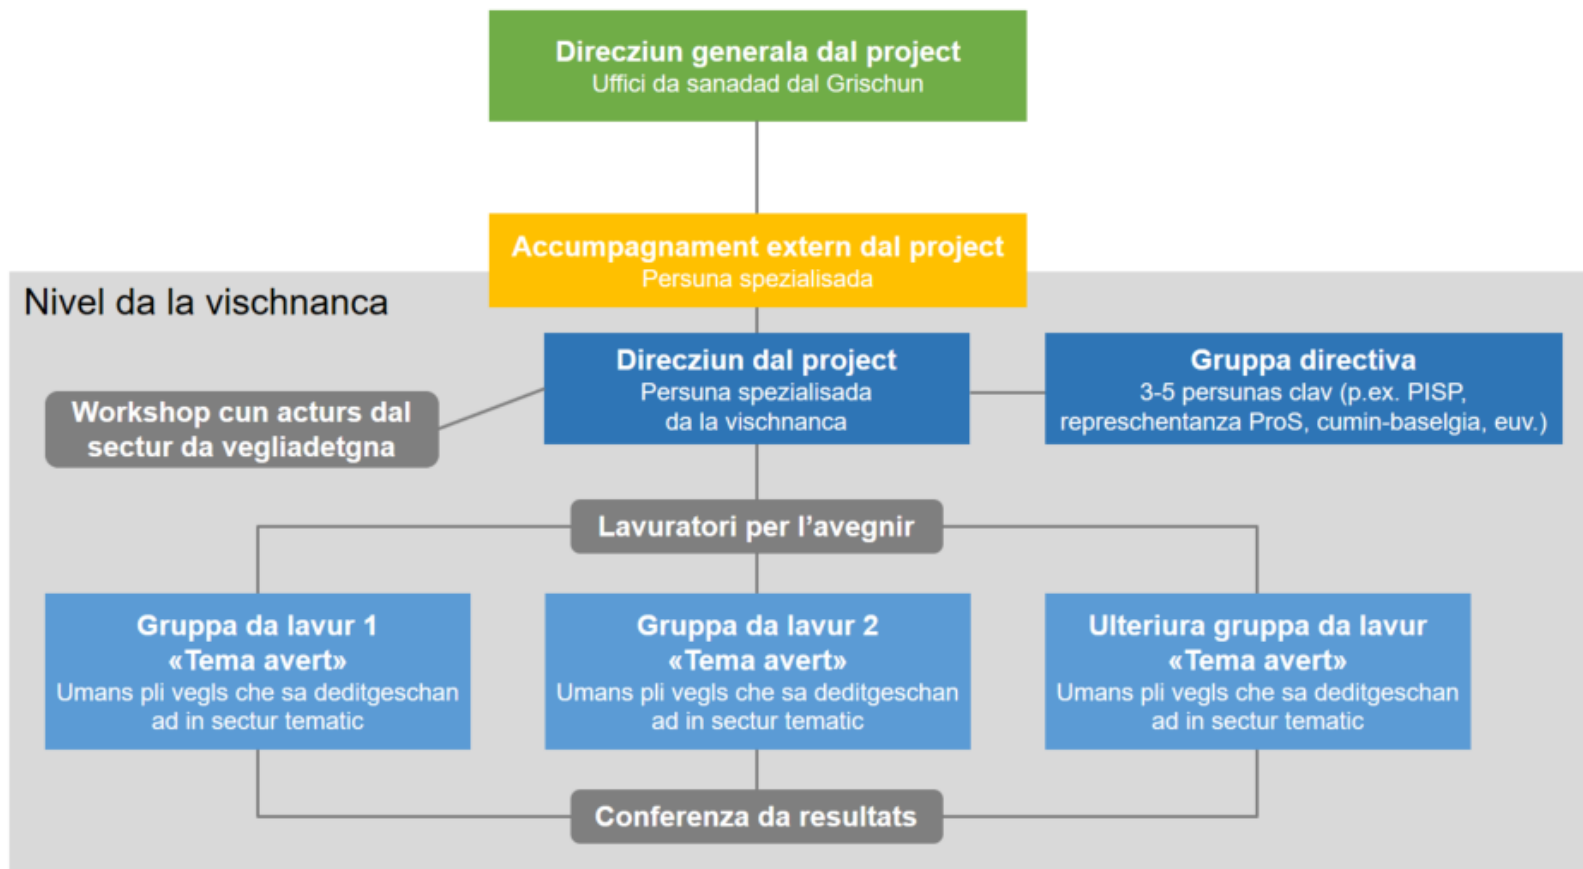 Direcziun generala dal project
Uffici da sanadad dal Grischun
Accumpagnament extern dal project
Persuna spezialisada
Nivel da la vischnanca
Direcziun dal project
Persuna spezialisada
da la vischnanca
Gruppa directiva
3-5 persunas clav (p.ex. PISP,
represchentanza ProS, cumin-baselgia, euv.)
Workshop cun acturs dal
sectur da vegliadetgna
Lavuratori per l’avegnir
Gruppa da lavur 1
«Tema avert»
Umans pli vegls che sa deditgeschan
ad in sectur tematic
Gruppa da lavur 2
«Tema avert»
Umans pli vegls che sa deditgeschan
ad in sectur tematic
Ulteriura gruppa da lavur
«Tema avert»
Umans pli vegls che sa deditgeschan
ad in sectur tematic
Conferenza da resultats